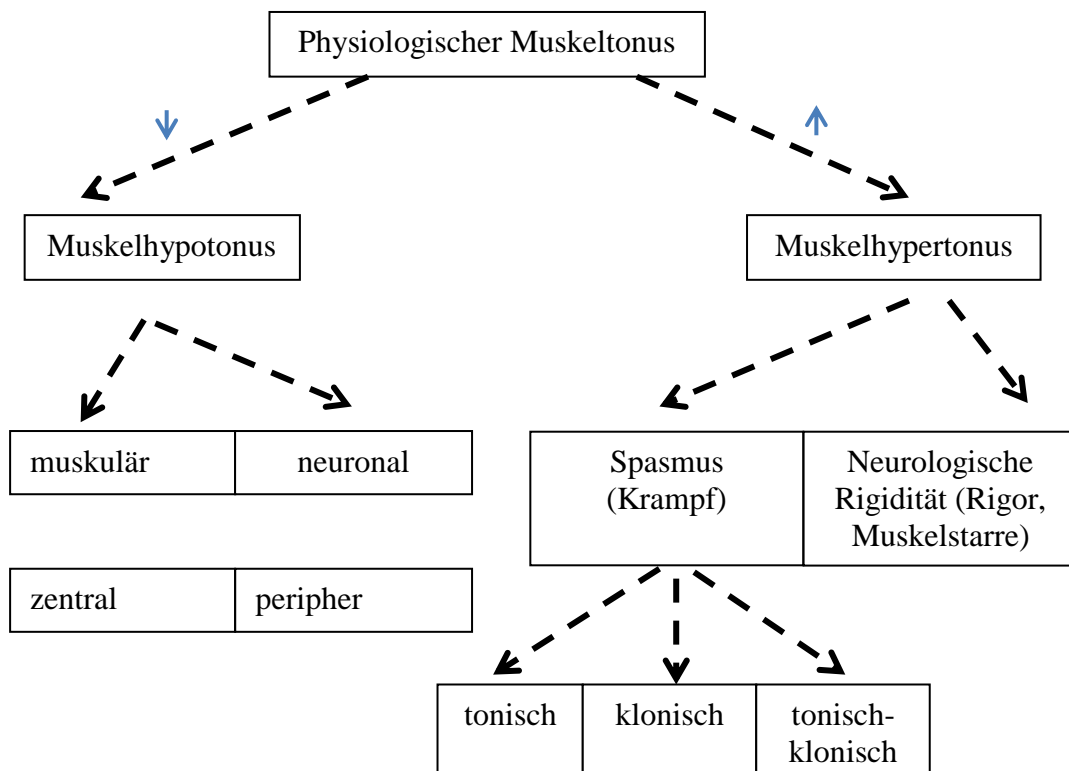 Physiologischer Muskeltonus
Muskelhypotonus
Muskelhypertonus
muskulär
neuronal
Spasmus
(Krampf)
Neurologische
Rigidität (Rigor,
Muskelstarre)
zentral
peripher
tonisch
klonisch
tonisch-
klonisch